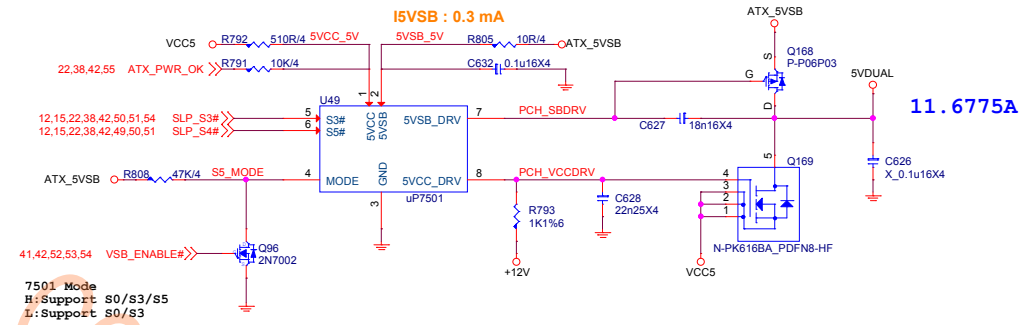 I5VSB : 0.3 mA
ATX_5VSB
VCC5 R792 510R/4 5VCC_5V 5VSB_5V R805 10R/4 ATX_5VSB
22,38,42,55 ATX_PWR_OK R791 10K/4 C632 0.1u16X4
Q168
P-P06P03
S
G
D
5VDUAL
11.6775A
U49
1 2
12,15,22,38,42,50,51,54 SLP_S3# 5 S3# 5VCC 5VSB 5VSB_DRV 7 PCH_SBDRV
12,15,22,38,42,49,50,51 SLP_S4# 6 S5#
C627 18n16X4
ATX_5VSB R808 47K/4 S5_MODE 4 MODE GND 5VCC_DRV 8 PCH_VCCDRV
3
uP7501
R793
1K1%6
+12V
C628
22n25X4
5 Q169
4
3
2
1
N-PK616BA_PDFN8-HF
VCC5
C626
X_0.1u16X4
41,42,52,53,54 VSB_ENABLE# Q96
2N7002
7501 Mode
H:Support S0/S3/S5
L:Support S0/S3